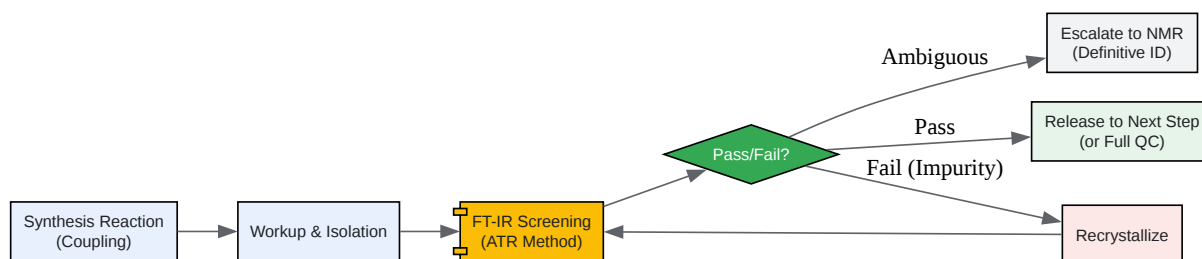 Synthesis Reaction
(Coupling)
Workup & Isolation
FT-IR Screening
(ATR Method)
Pass/Fail?
Ambiguous
Escalate to NMR
(Definitive ID)
Pass
Release to Next Step
(or Full QC)
Fail (Impurity)
Recrystallize